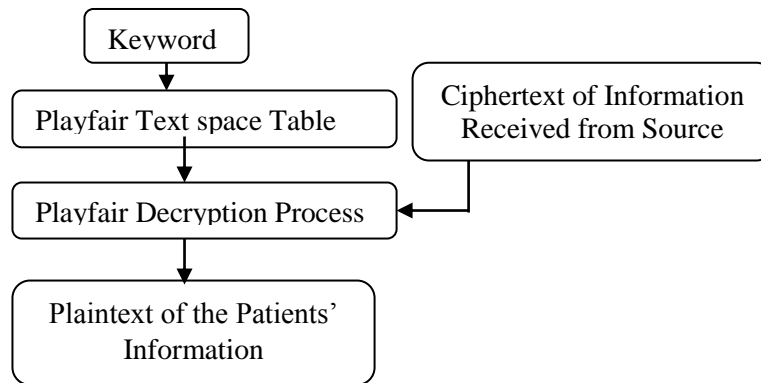 Keyword
Playfair Text space Table
Ciphertext of Information
Received from Source
Playfair Decryption Process
Plaintext of the Patients’
Information